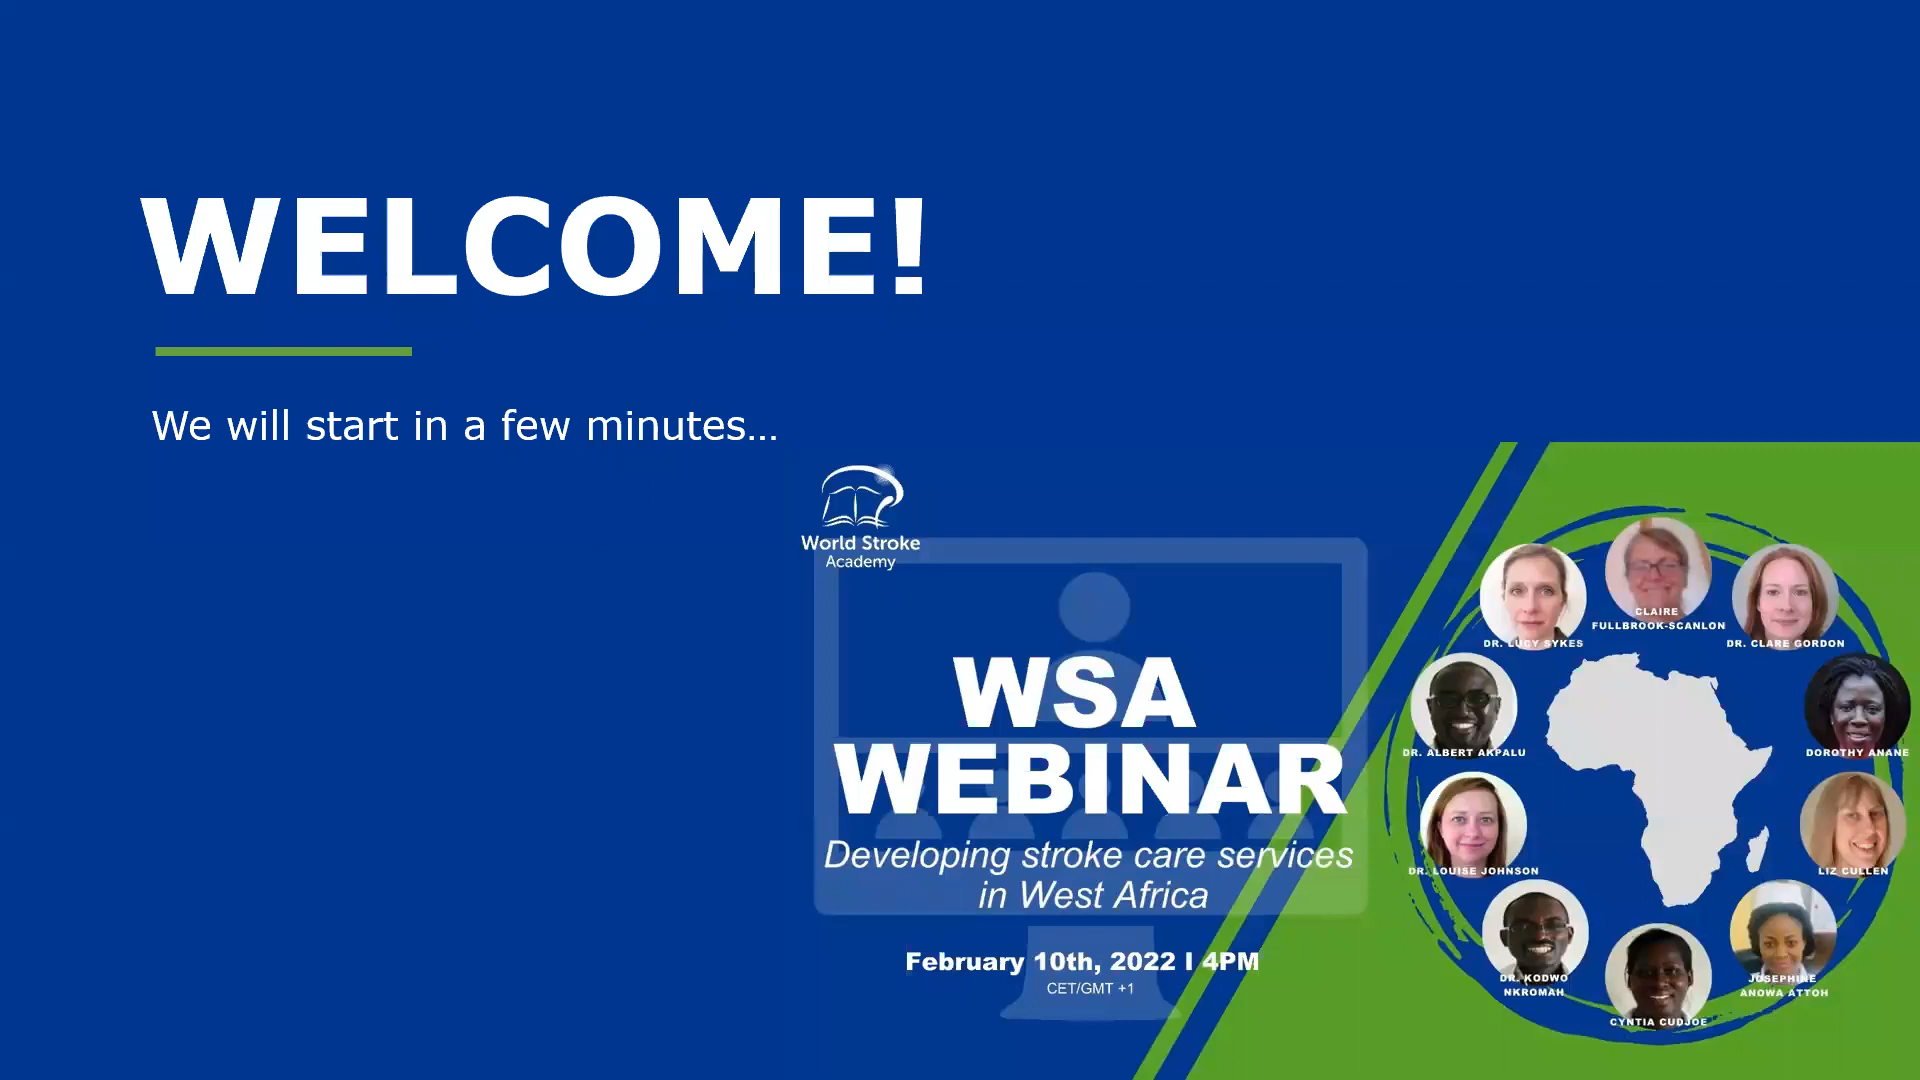 WELCOME!
We will start in a few minutes…
World Stroke
Academy
WSA
WEBINAR
Developing stroke care services
in West Africa
February 10th, 2022 I 4PM
CET/GMT +1
CLAIRE
FULLBROOK-SCANLON
DR. LUCY SYKES
DR. CLARE GORDON
DR. ALBERT AKPALU
DOROTHY ANANE
DR. LOUISE JOHNSON
LIZ CULLEN
DR. KODWO
NKROMAH
JOSEPHINE
ANOWA ATTOH
CYNTIA CUDJOE